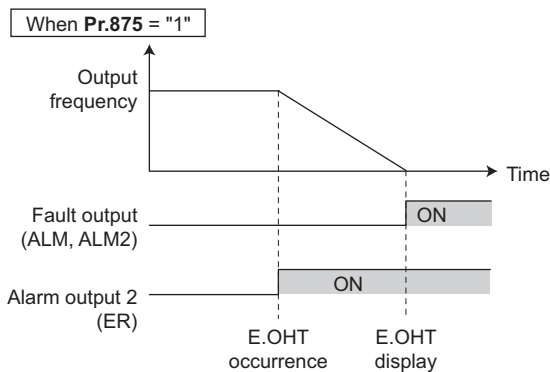 When Pr.875 = "1"
Output
frequency
Time
Fault output
(ALM, ALM2)
ON
Alarm output 2
(ER)
ON
E.OHT
occurrence
E.OHT
display